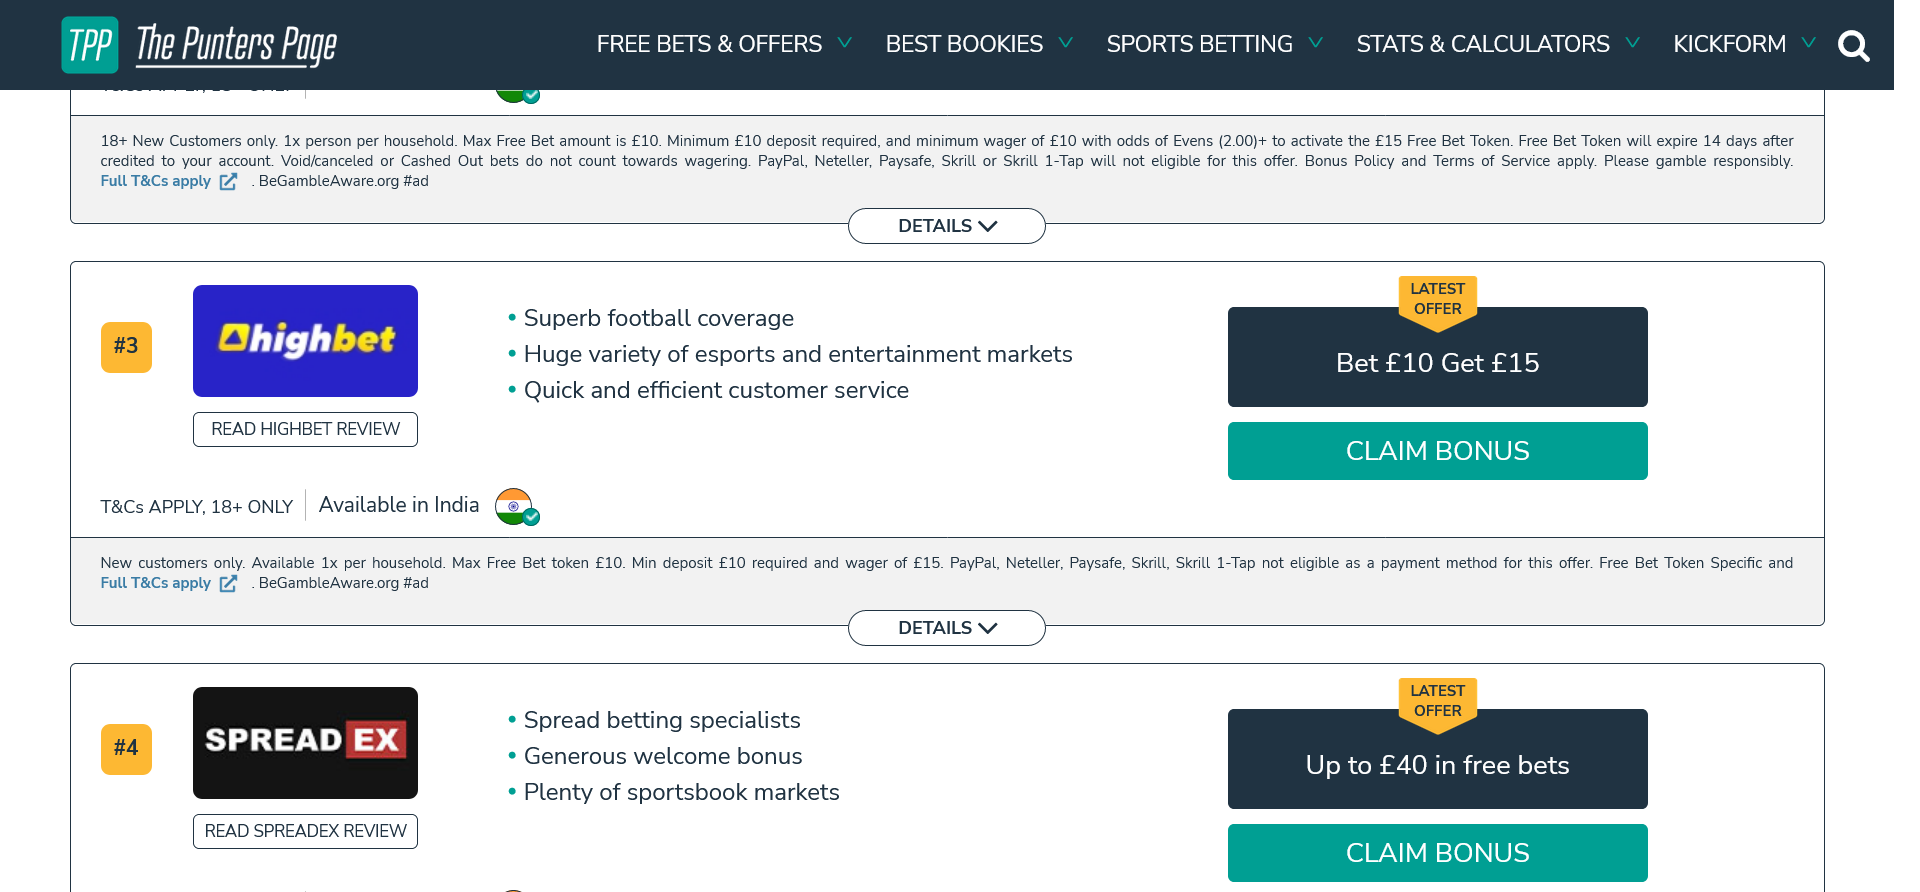 TPP The Punters Page
FREE BETS & OFFERS
BEST BOOKIES
SPORTS BETTING
STATS & CALCULATORS
KICKFORM
18+ New Customers only. 1x person per household. Max Free Bet amount is £10. Minimum £10 deposit required, and minimum wager of £10 with odds of Evens (2.00)+ to activate the £15 Free Bet Token. Free Bet Token will expire 14 days after
credited to your account. Void/canceled or Cashed Out bets do not count towards wagering. PayPal, Neteller, Paysafe, Skrill or Skrill 1-Tap will not eligible for this offer. Bonus Policy and Terms of Service apply. Please gamble responsibly.
Full T&Cs apply . BeGambleAware.org #ad
DETAILS
#3
highbet
READ HIGHBET REVIEW
• Superb football coverage
• Huge variety of esports and entertainment markets
• Quick and efficient customer service
LATEST
OFFER
Bet £10 Get £15
CLAIM BONUS
T&Cs APPLY, 18+ ONLY
Available in India
New customers only. Available 1x per household. Max Free Bet token £10. Min deposit £10 required and wager of £15. PayPal, Neteller, Paysafe, Skrill, Skrill 1-Tap not eligible as a payment method for this offer. Free Bet Token Specific and
Full T&Cs apply . BeGambleAware.org #ad
DETAILS
#4
SPREADEX
READ SPREADEX REVIEW
• Spread betting specialists
• Generous welcome bonus
• Plenty of sportsbook markets
LATEST
OFFER
Up to £40 in free bets
CLAIM BONUS